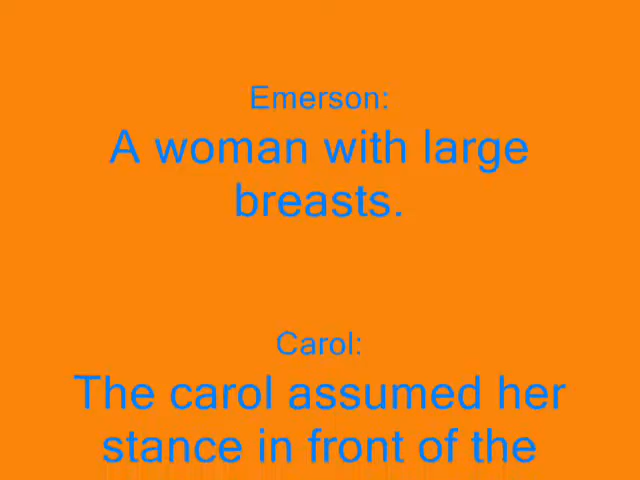 Emerson:
A woman with large
breasts.
Carol:
The carol assumed her
stance in front of the